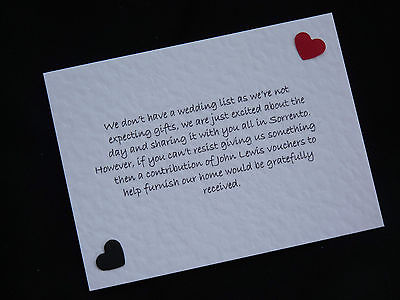 We don't have a wedding list as we're not
expecting gifts, we are just excited about the
day and sharing it with you all in Sorrento.
However, if you can't resist giving us something
then a contribution of John Lewis vouchers to
help furnish our home would be gratefully
received.